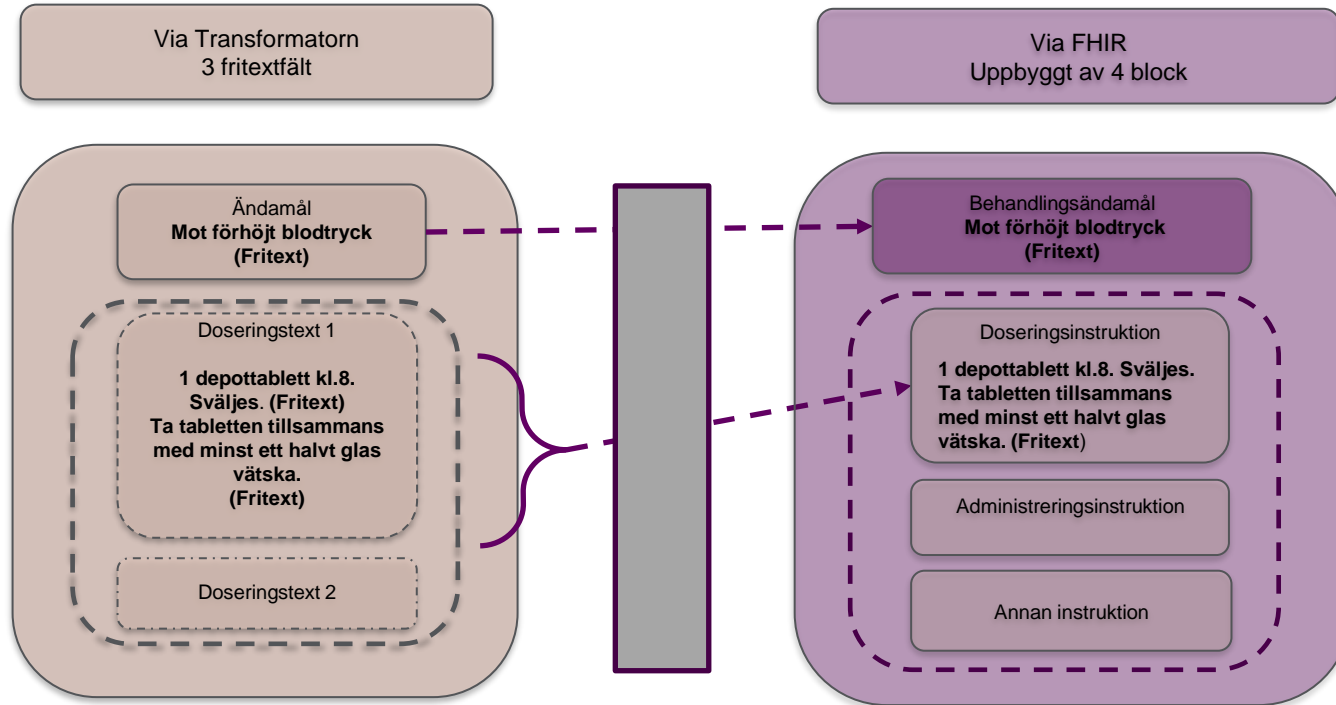 Via Transformatorn
3 fritextfält
Via FHIR
Uppbyggt av 4 block
Ändamål
Mot förhöjt blodtryck
(Fritext)
Doseringstext 1
1 depottablett kl.8.
Sväljes. (Fritext)
Ta tabletten tillsammans
med minst ett halvt glas
vätska.
(Fritext)
Doseringstext 2
Behandlingsändamål
Mot förhöjt blodtryck
(Fritext)
Doseringsinstruktion
1 depottablett kl.8. Sväljes.
Ta tabletten tillsammans
med minst ett halvt glas
vätska. (Fritext)
Administreringsinstruktion
Annan instruktion